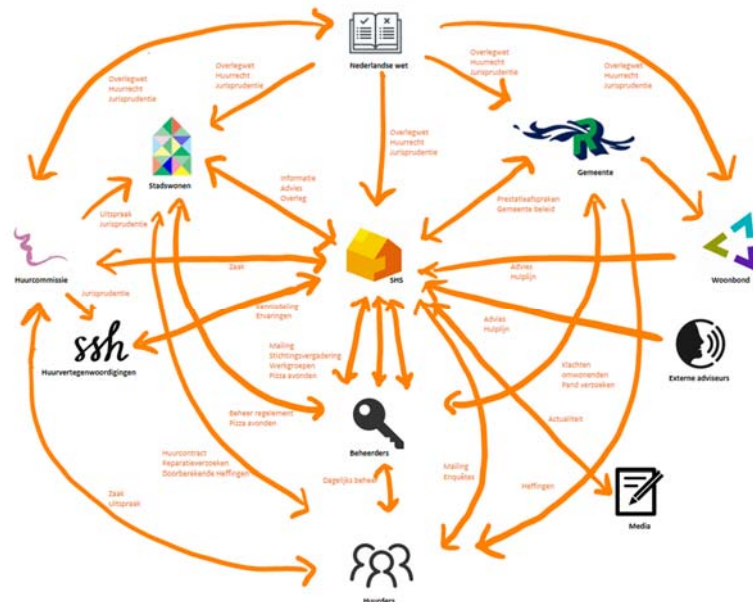 Nederlandse wet
Overlegwet
Huurrecht
Jurisprudentie
Overlegwet
Huurrecht
Jurisprudentie
Overlegwet
Huurrecht
Jurisprudentie
Overlegwet
Huurrecht
Jurisprudentie
Overlegwet
Huurrecht
Jurisprudentie
Stadswonen
R
Gemeente
Informatie
Advies
Overleg
Prestatieafspraken
Gemeente beleid
Uitspraak
Jurisprudentie
Huurcommissie
Zaak
SHS
Advies
Hulplijn
Woonbond
Jurisprudentie
ssh
Huurvertegenwoordigingen
Kennisdeling
Ervaringen
Advies
Hulplijn
Externe adviseurs
Mailing
Stichtingsvergadering
Werkgroepen
Pizza avonden
Klachten
omwonenden
Pand verzoeken
Beheer regelement
Pizza avonden
Beheerders
Actualiteit
Huurcontract
Reparatieverzoeken
Doorberekende Heffingen
Dagelijks beheer
Mailing
Enquêtes
Heffingen
Media
Zaak
Uitspraak
Huurders